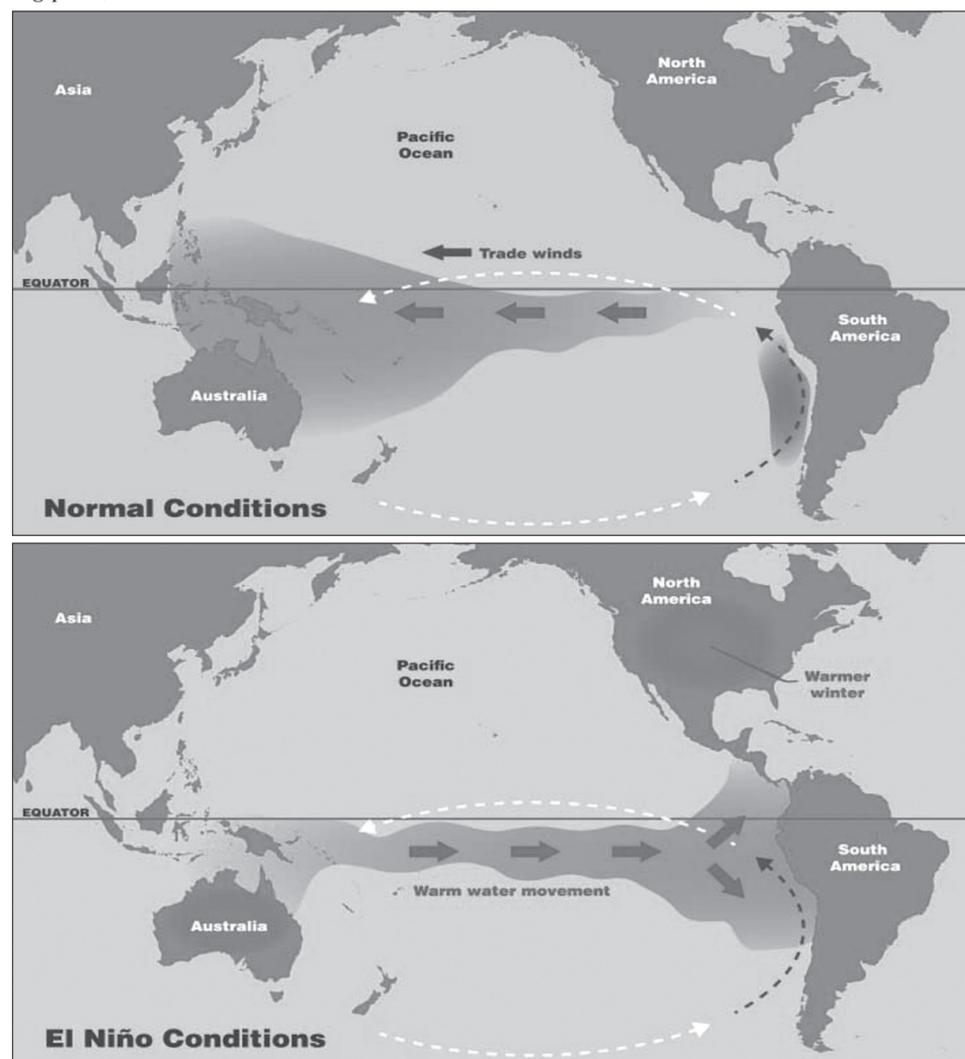 Asia
North
America
Pacific
Ocean
Trade winds
EQUATOR
South
America
Australia
Normal Conditions
North
America
Asia
Pacific
Ocean
Warmer
winter
EQUATOR
South
America
Warm water movement
Australia
El Niño Conditions